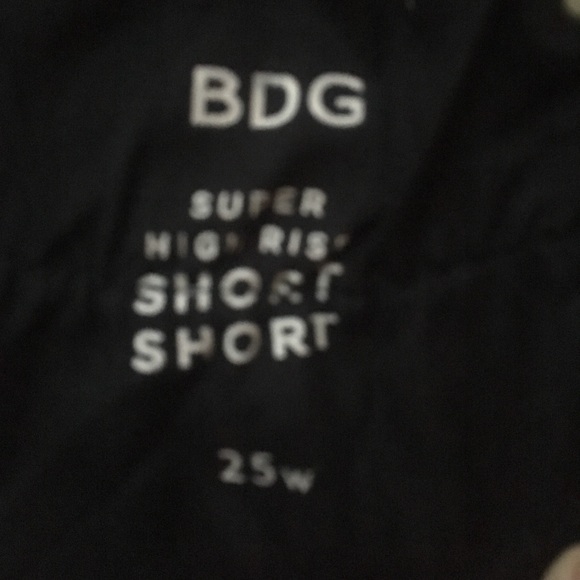 BDG
SUPER
HIGH RISE
SHORT
SHORT
25W